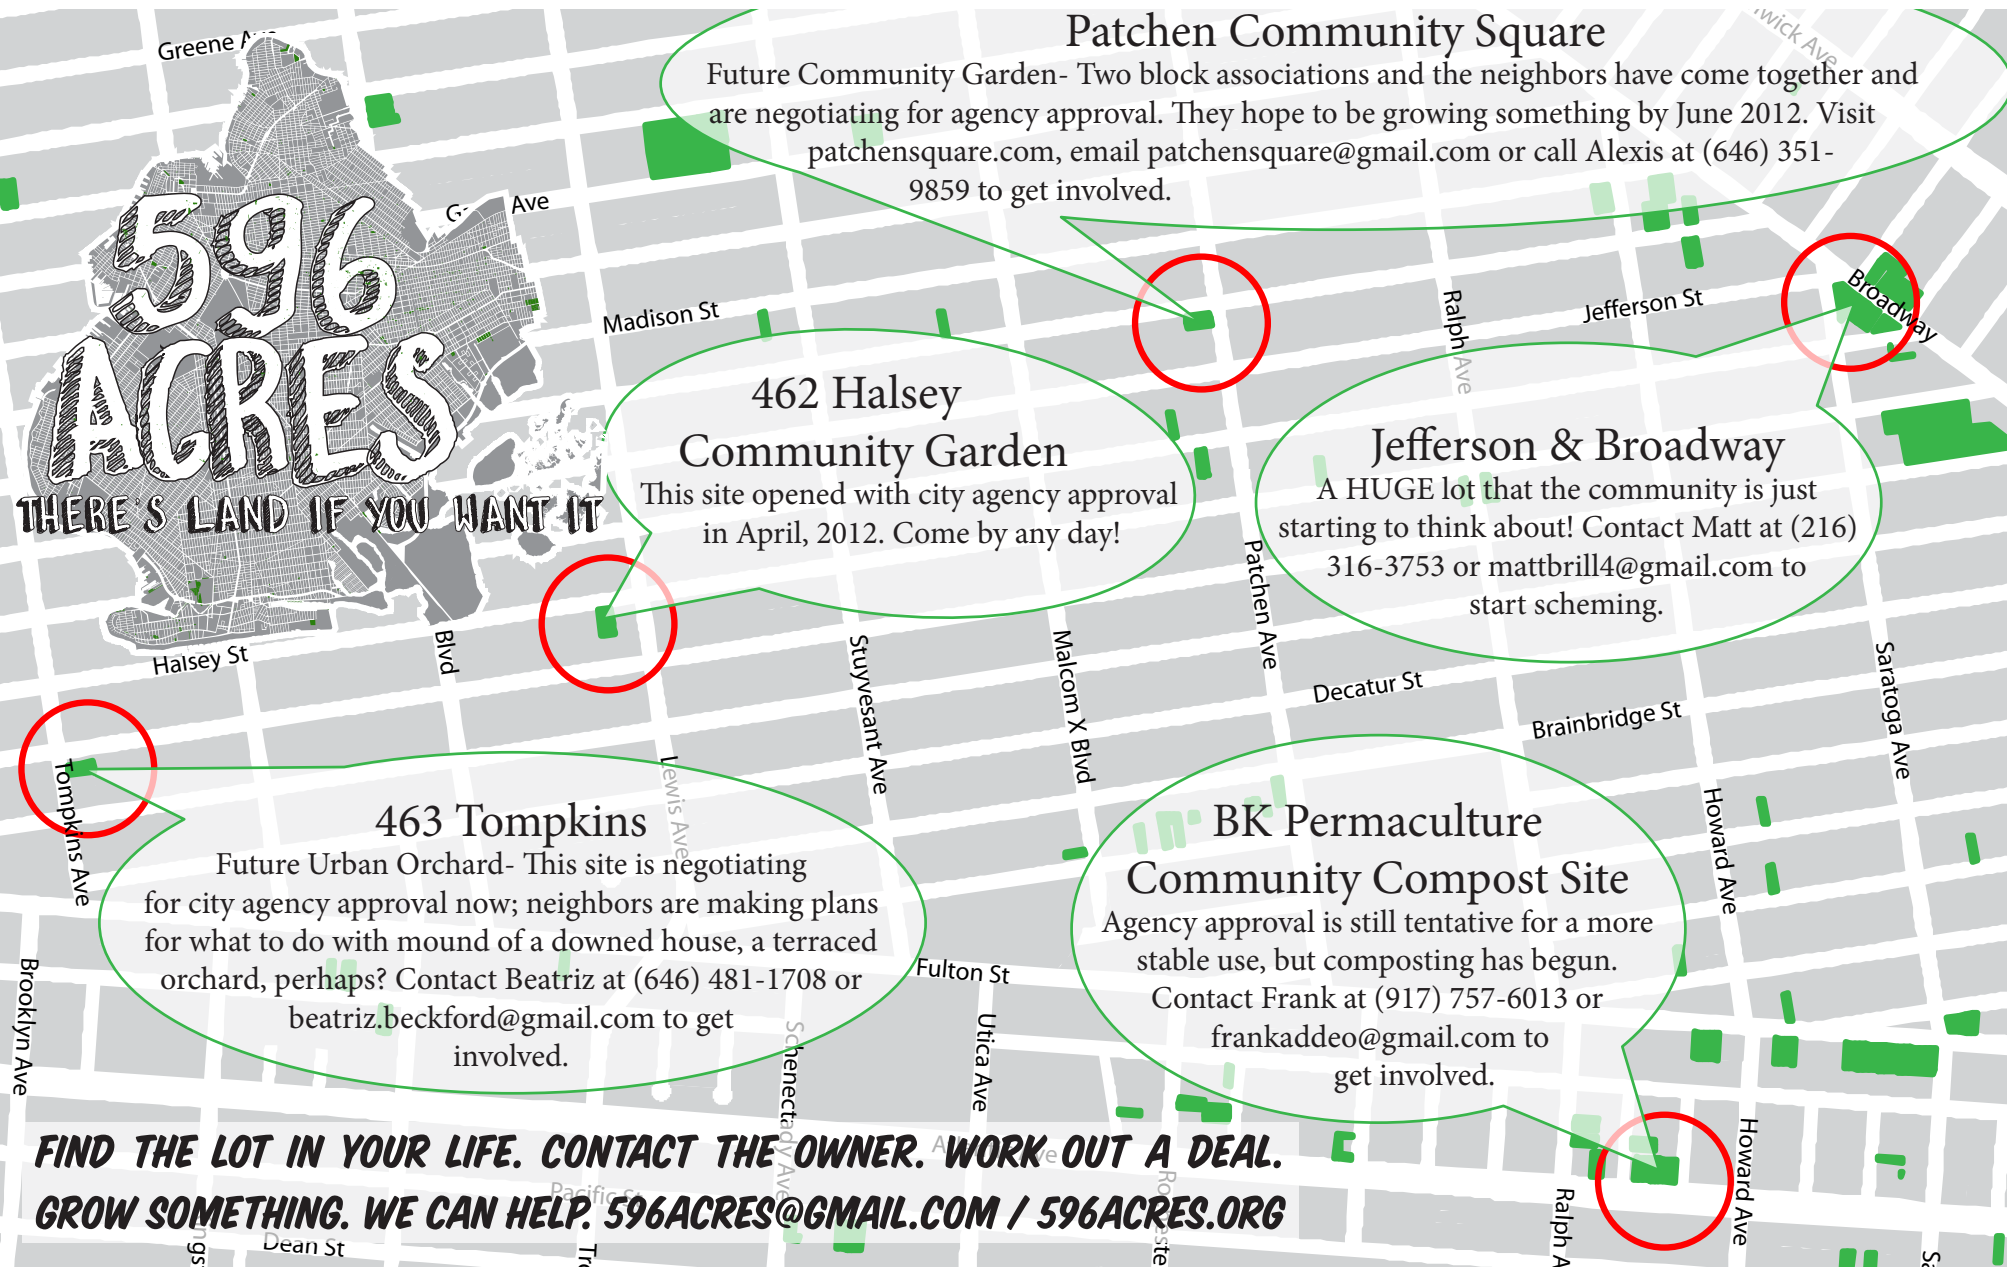 Patchen Community Square
Future Community Garden- Two block associations and the neighbors have come together and
are negotiating for agency approval. They hope to be growing something by June 2012. Visit
patchensquare.com, email patchensquare@gmail.com or call Alexis at (646) 351-
9859 to get involved.
Greene Ave
wick Ave
Ave
596
ACRES
THERE'S LAND IF YOU WANT IT
Madison St
Ralph Ave
Jefferson St
Broadway
462 Halsey
Community Garden
This site opened with city agency approval
in April, 2012. Come by any day!
Jefferson & Broadway
A HUGE lot that the community is just
starting to think about! Contact Matt at (216)
316-3753 or mattbrill4@gmail.com to
start scheming.
Patchen Ave
Halsey St
Blvd
Stuyvesant Ave
Malcom X Blvd
Decatur St
Brainbridge St
Saratoga Ave
Tompkins Ave
Lewis Ave
Howard Ave
463 Tompkins
Future Urban Orchard- This site is negotiating
for city agency approval now; neighbors are making plans
for what to do with mound of a downed house, a terraced
orchard, perhaps? Contact Beatriz at (646) 481-1708 or
beatriz.beckford@gmail.com to get
involved.
BK Permaculture
Community Compost Site
Agency approval is still tentative for a more
stable use, but composting has begun.
Contact Frank at (917) 757-6013 or
frankaddeo@gmail.com to
get involved.
Brooklyn Ave
Fulton St
Utica Ave
Schenectady Ave
FIND THE LOT IN YOUR LIFE. CONTACT THE OWNER. WORK OUT A DEAL.
GROW SOMETHING. WE CAN HELP. 596ACRES@GMAIL.COM / 596ACRES.ORG
Pacific St
Dean St
Ralph A
Howard Ave